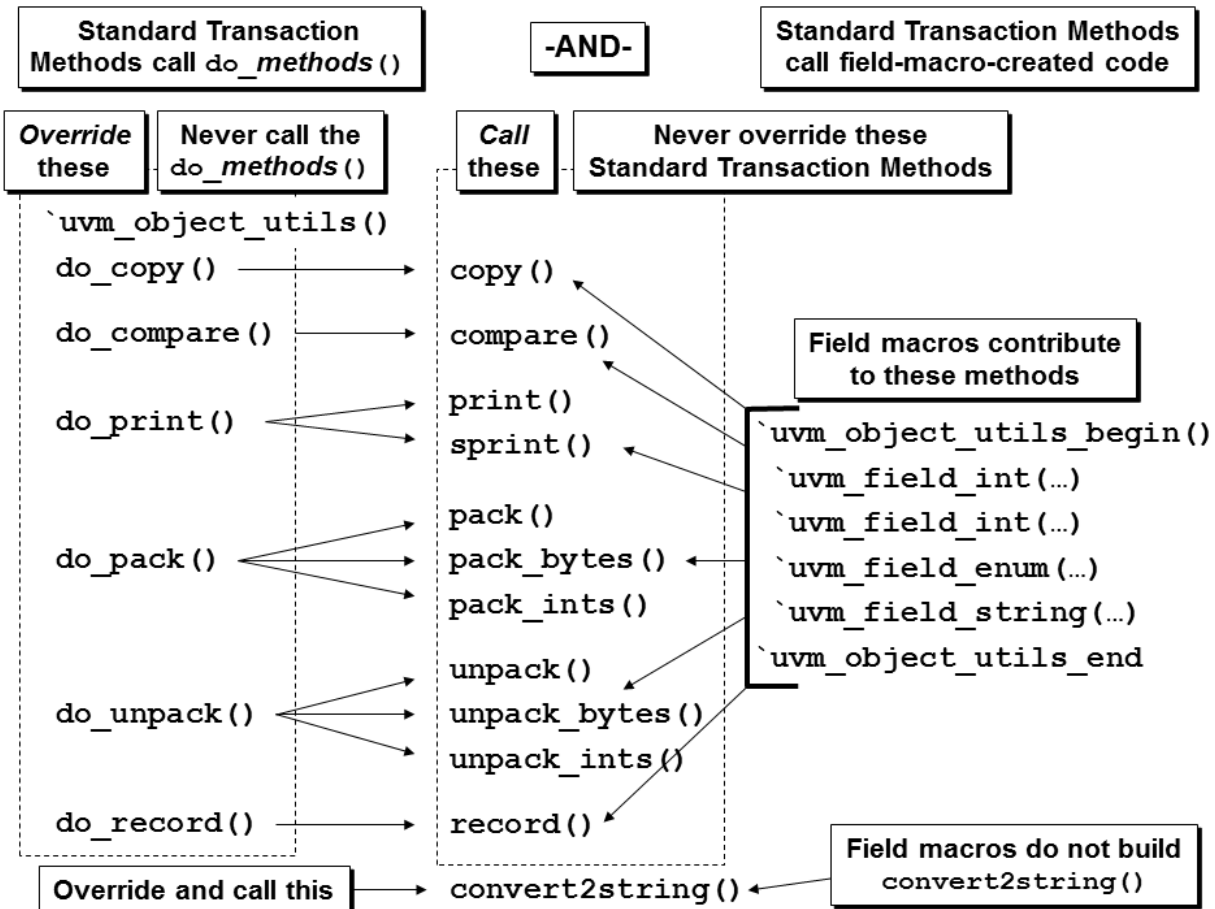 Standard Transaction
Methods call do_methods()
-AND-
Standard Transaction Methods
call field-macro-created code
Override
these
Never call the
do_methods()
Call
these
Never override these
Standard Transaction Methods
`uvm_object_utils()
do_copy()
do_compare()
do_print()
do_pack()
do_unpack()
do_record()
copy()
compare()
print()
sprint()
pack()
pack_bytes()
pack_ints()
unpack()
unpack_bytes()
unpack_ints()
record()
Field macros contribute
to these methods
`uvm_object_utils_begin()
`uvm_field_int(…)
`uvm_field_int(…)
`uvm_field_enum(…)
`uvm_field_string(…)
`uvm_object_utils_end
Override and call this
convert2string()
Field macros do not build
convert2string()